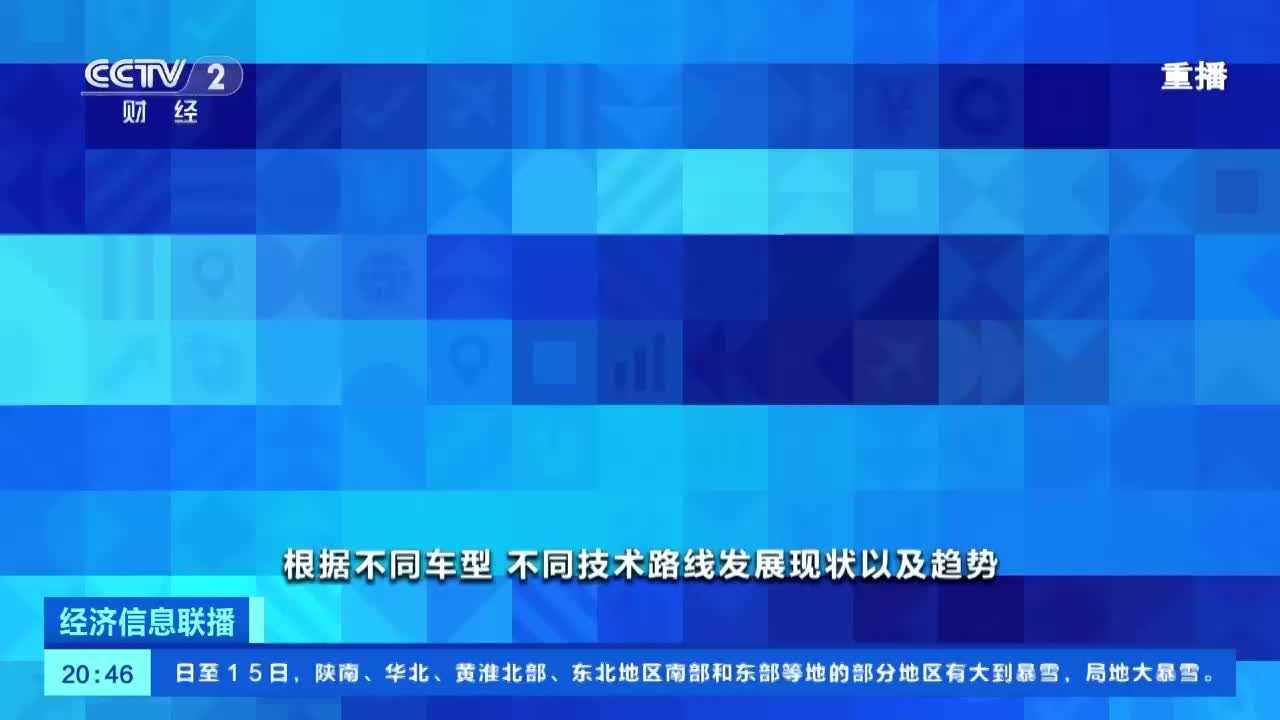 CCTV 2
财 经
重播
根据不同车型 不同技术路线发展现状以及趋势
经济信息联播
20:46
日至15日，陕南、华北、黄淮北部、东北地区南部和东部等地的部分地区有大到暴雪，局地大暴雪。